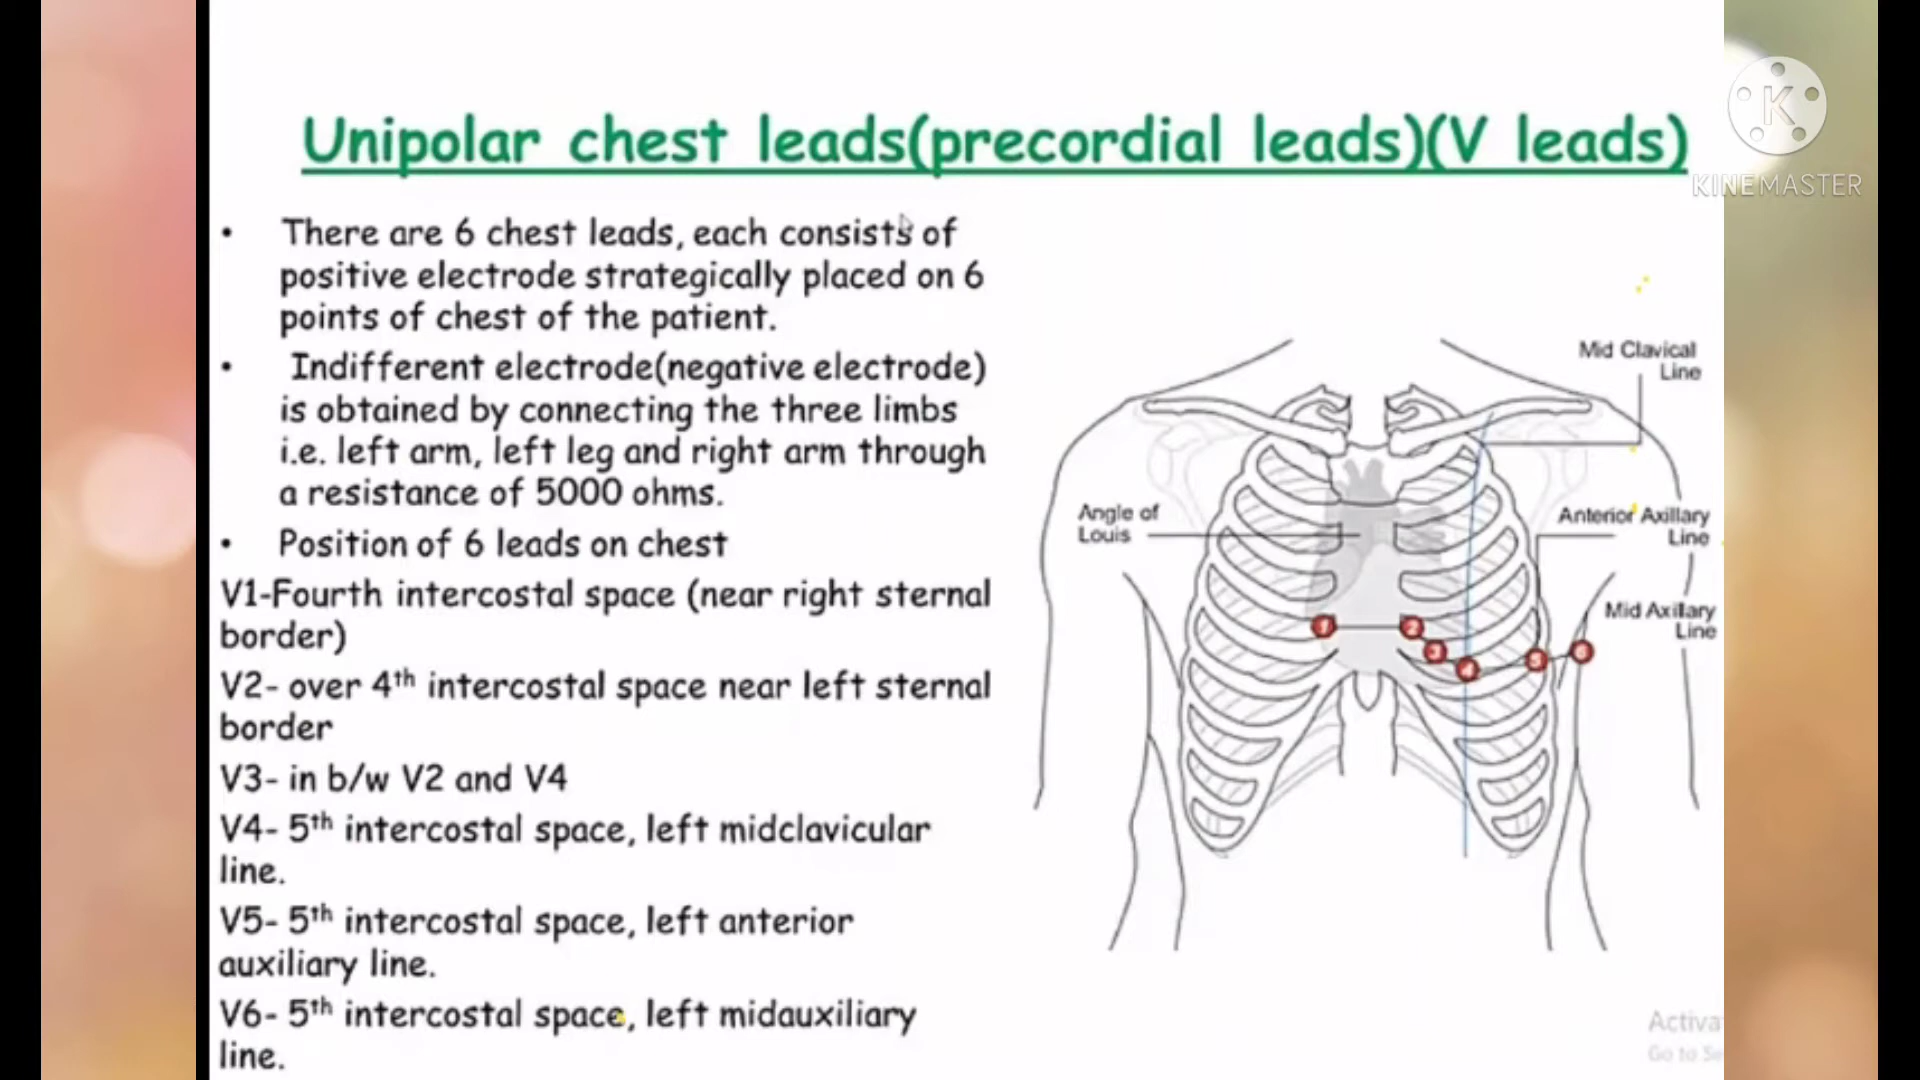 K
KINEMASTER
Unipolar chest leads(precordial leads)(V leads)
• There are 6 chest leads, each consists of
positive electrode strategically placed on 6
points of chest of the patient.
• Indifferent electrode(negative electrode)
is obtained by connecting the three limbs
i.e. left arm, left leg and right arm through
a resistance of 5000 ohms.
• Position of 6 leads on chest
V1-Fourth intercostal space (near right sternal
border)
V2- over 4th intercostal space near left sternal
border
V3- in b/w V2 and V4
V4- 5th intercostal space, left midclavicular
line.
V5- 5th intercostal space, left anterior
auxiliary line.
V6- 5th intercostal space, left midauxiliary
line.
Mid Clavical
Line
Angle of
Louis
Anterior Axillary
Line
Mid Axillary
Line
1
2
3
4
5
6
Activa
Go to Se